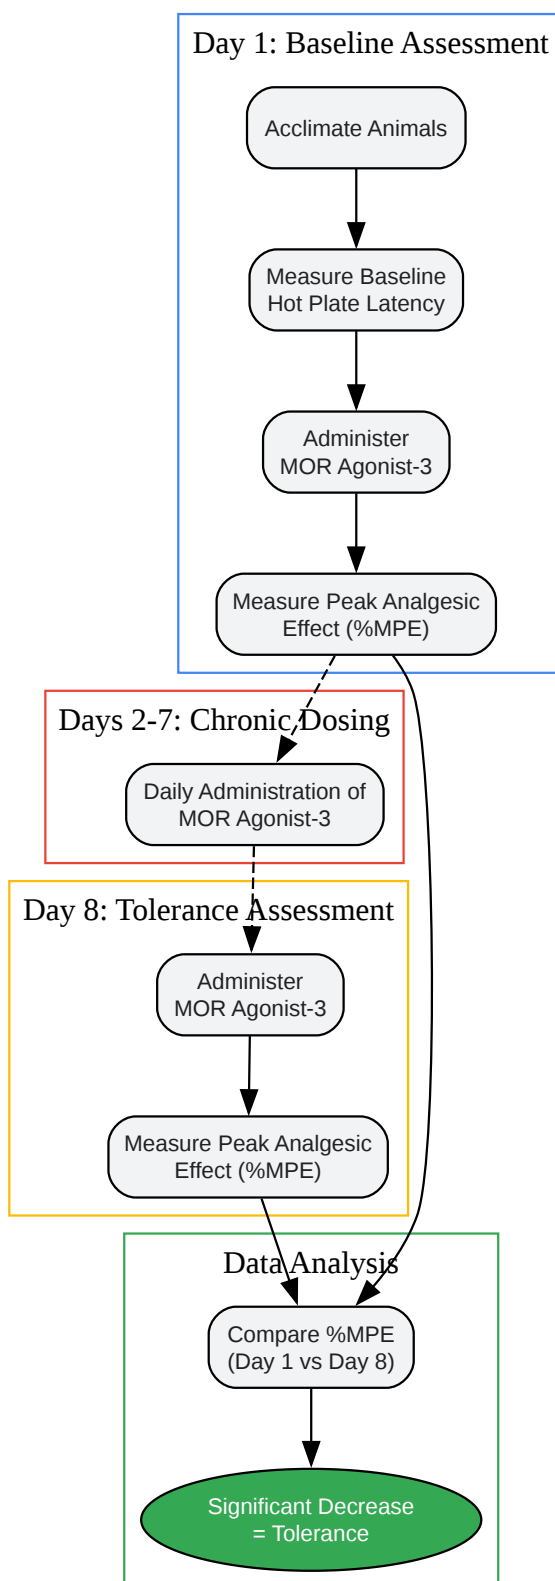 Day 1: Baseline Assessment
Acclimate Animals
Measure Baseline
Hot Plate Latency
Administer
MOR Agonist-3
Measure Peak Analgesic
Effect (%MPE)
Days 2-7: Chronic Dosing
Daily Administration of
MOR Agonist-3
Day 8: Tolerance Assessment
Administer
MOR Agonist-3
Measure Peak Analgesic
Effect (%MPE)
Data Analysis
Compare %MPE
(Day 1 vs Day 8)
Significant Decrease
= Tolerance